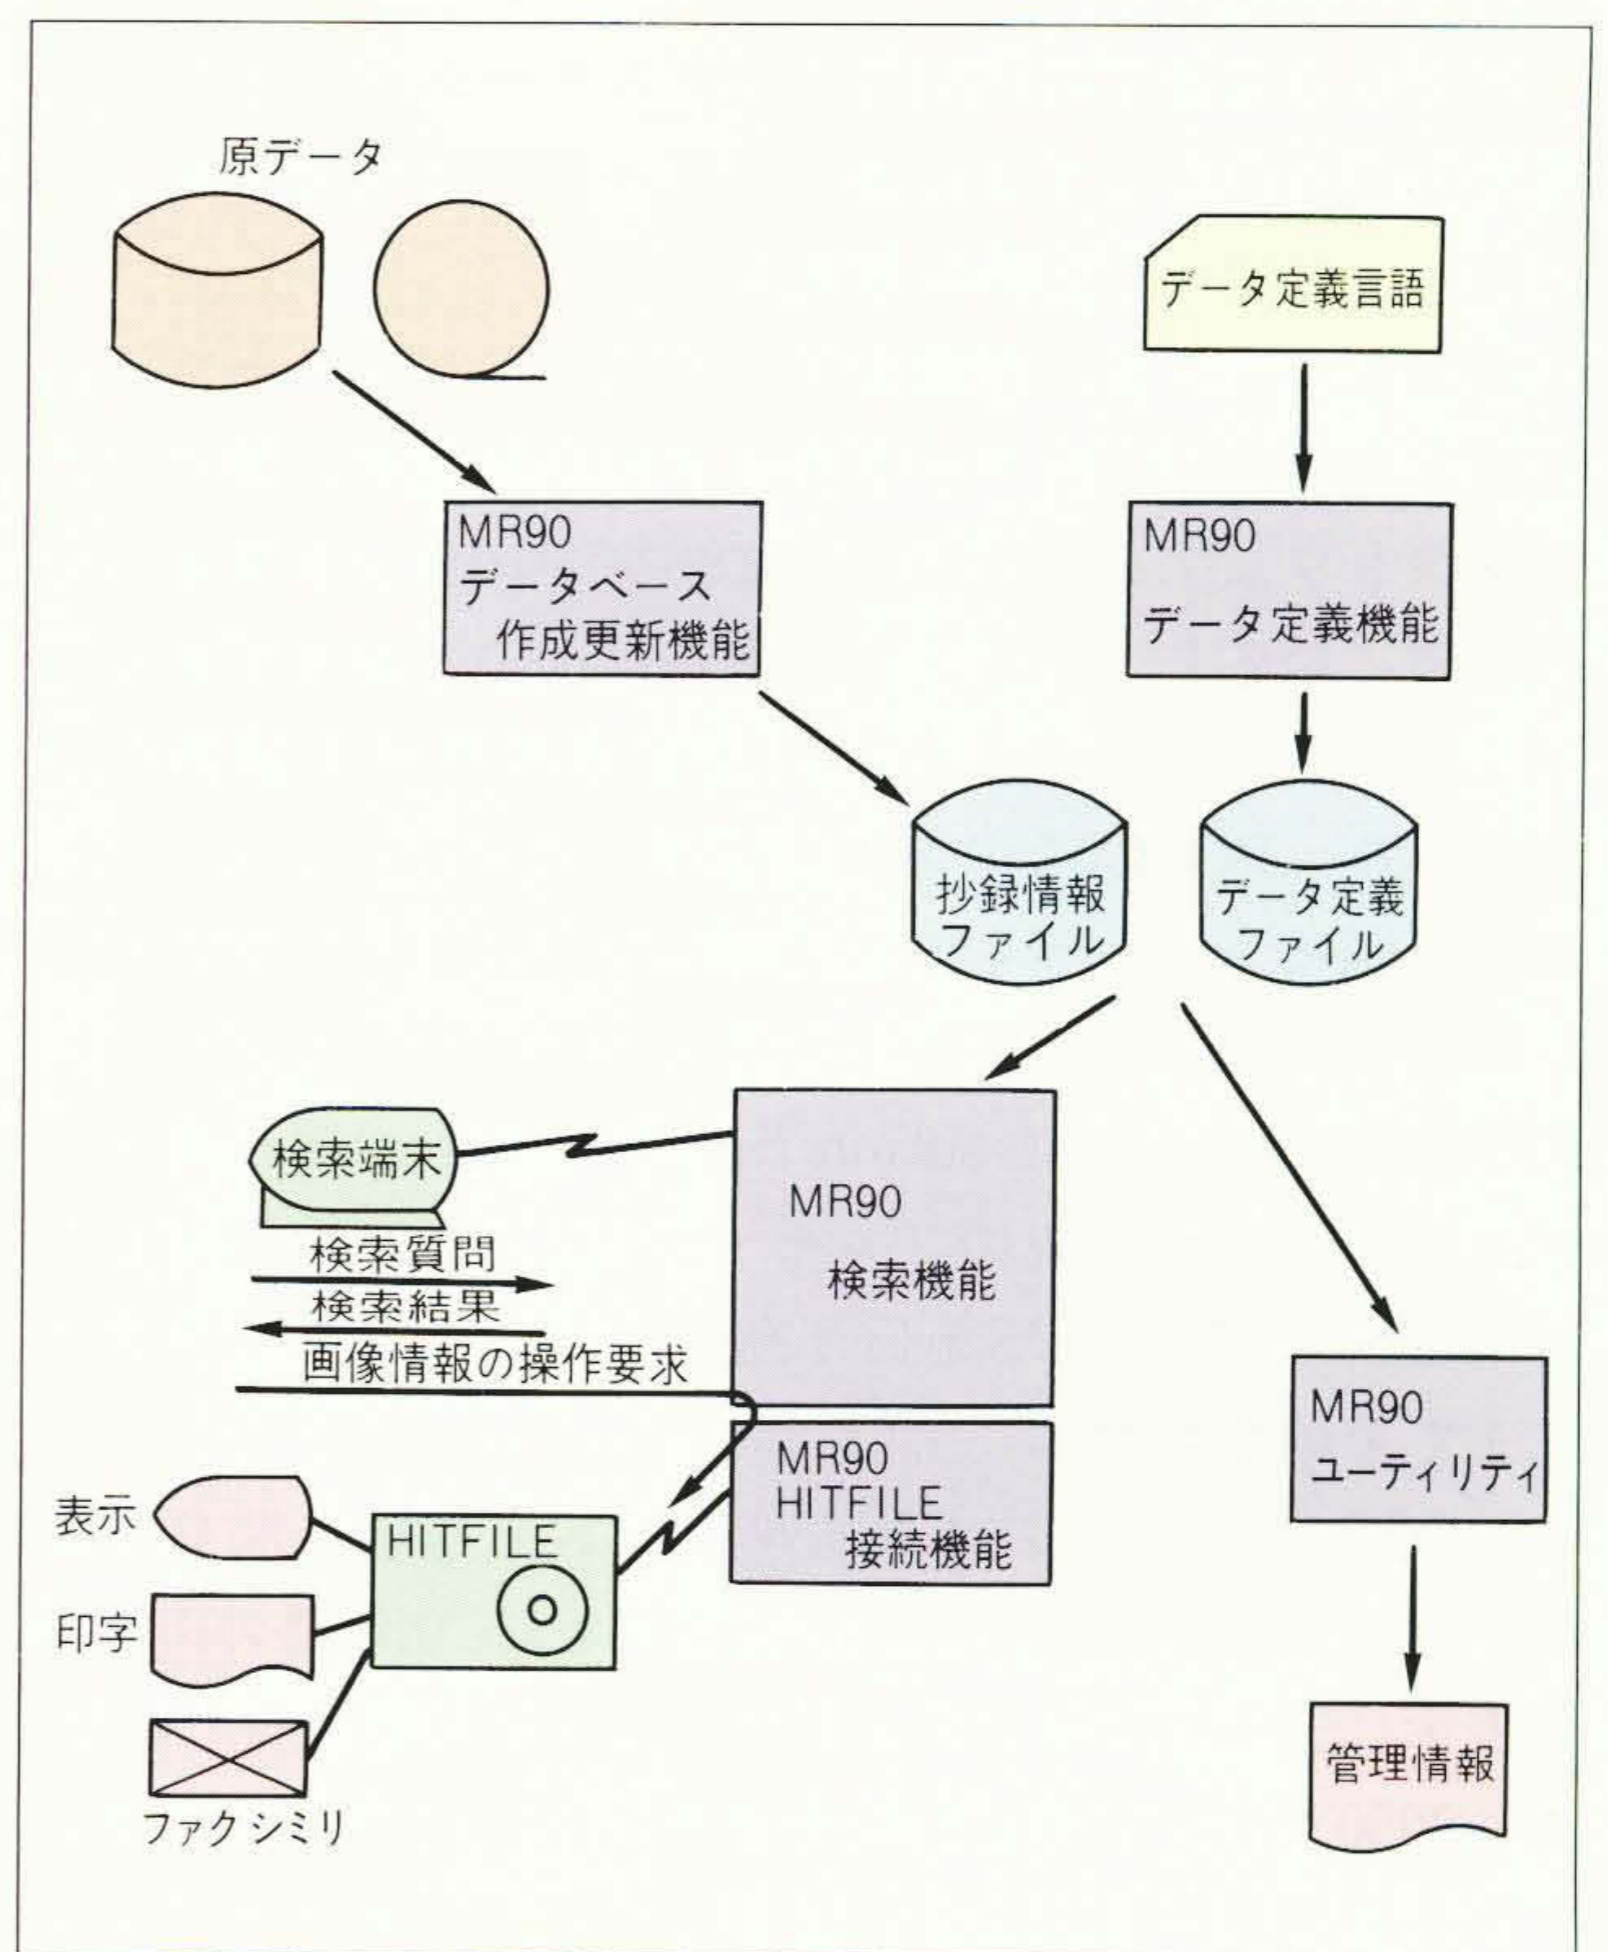 原データ
データ定義言語
MR90
データベース
作成更新機能
MR90
データ定義機能
抄録情報
ファイル
データ定義
ファイル
検索端末
検索質問
検索結果
画像情報の操作要求
MR90
検索機能
MR90
HITFILE
接続機能
MR90
ユーティリティ
表示
印字
ファクシミリ
HITFILE
管理情報